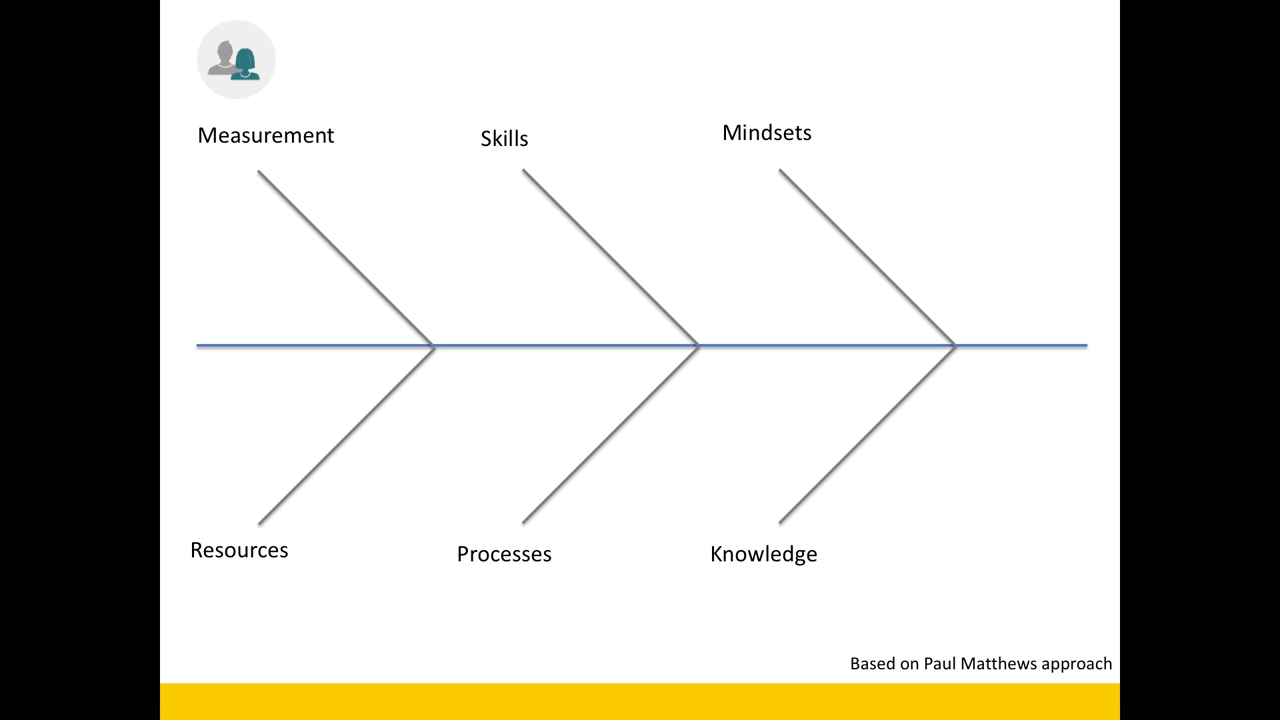 Measurement
Skills
Mindsets
Resources
Processes
Knowledge
Based on Paul Matthews approach